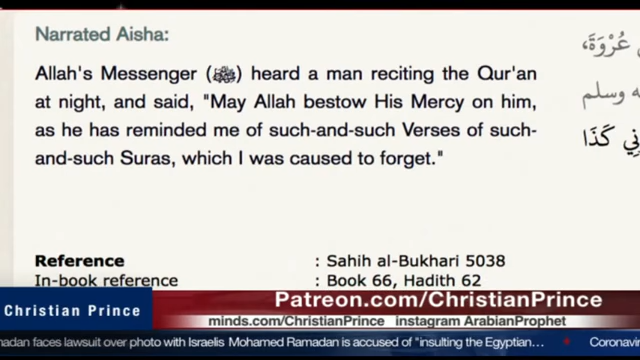 Narrated Aisha:
عُرْوَةَ،
Allah's Messenger (ﷺ) heard a man reciting the Qur'an
at night, and said, "May Allah bestow His Mercy on him,
وسلم
as he has reminded me of such-and-such Verses of such-
كَذَا
and-such Suras, which I was caused to forget."
Reference : Sahih al-Bukhari 5038
In-book reference : Book 66, Hadith 62
Christian Prince
Patreon.com/ChristianPrince
minds.com/ChristianPrince instagram ArabianProphet
faces lawsuit over photo with Israelis Mohamed Ramadan is accused of "insulting the Egyptian... Coronavir